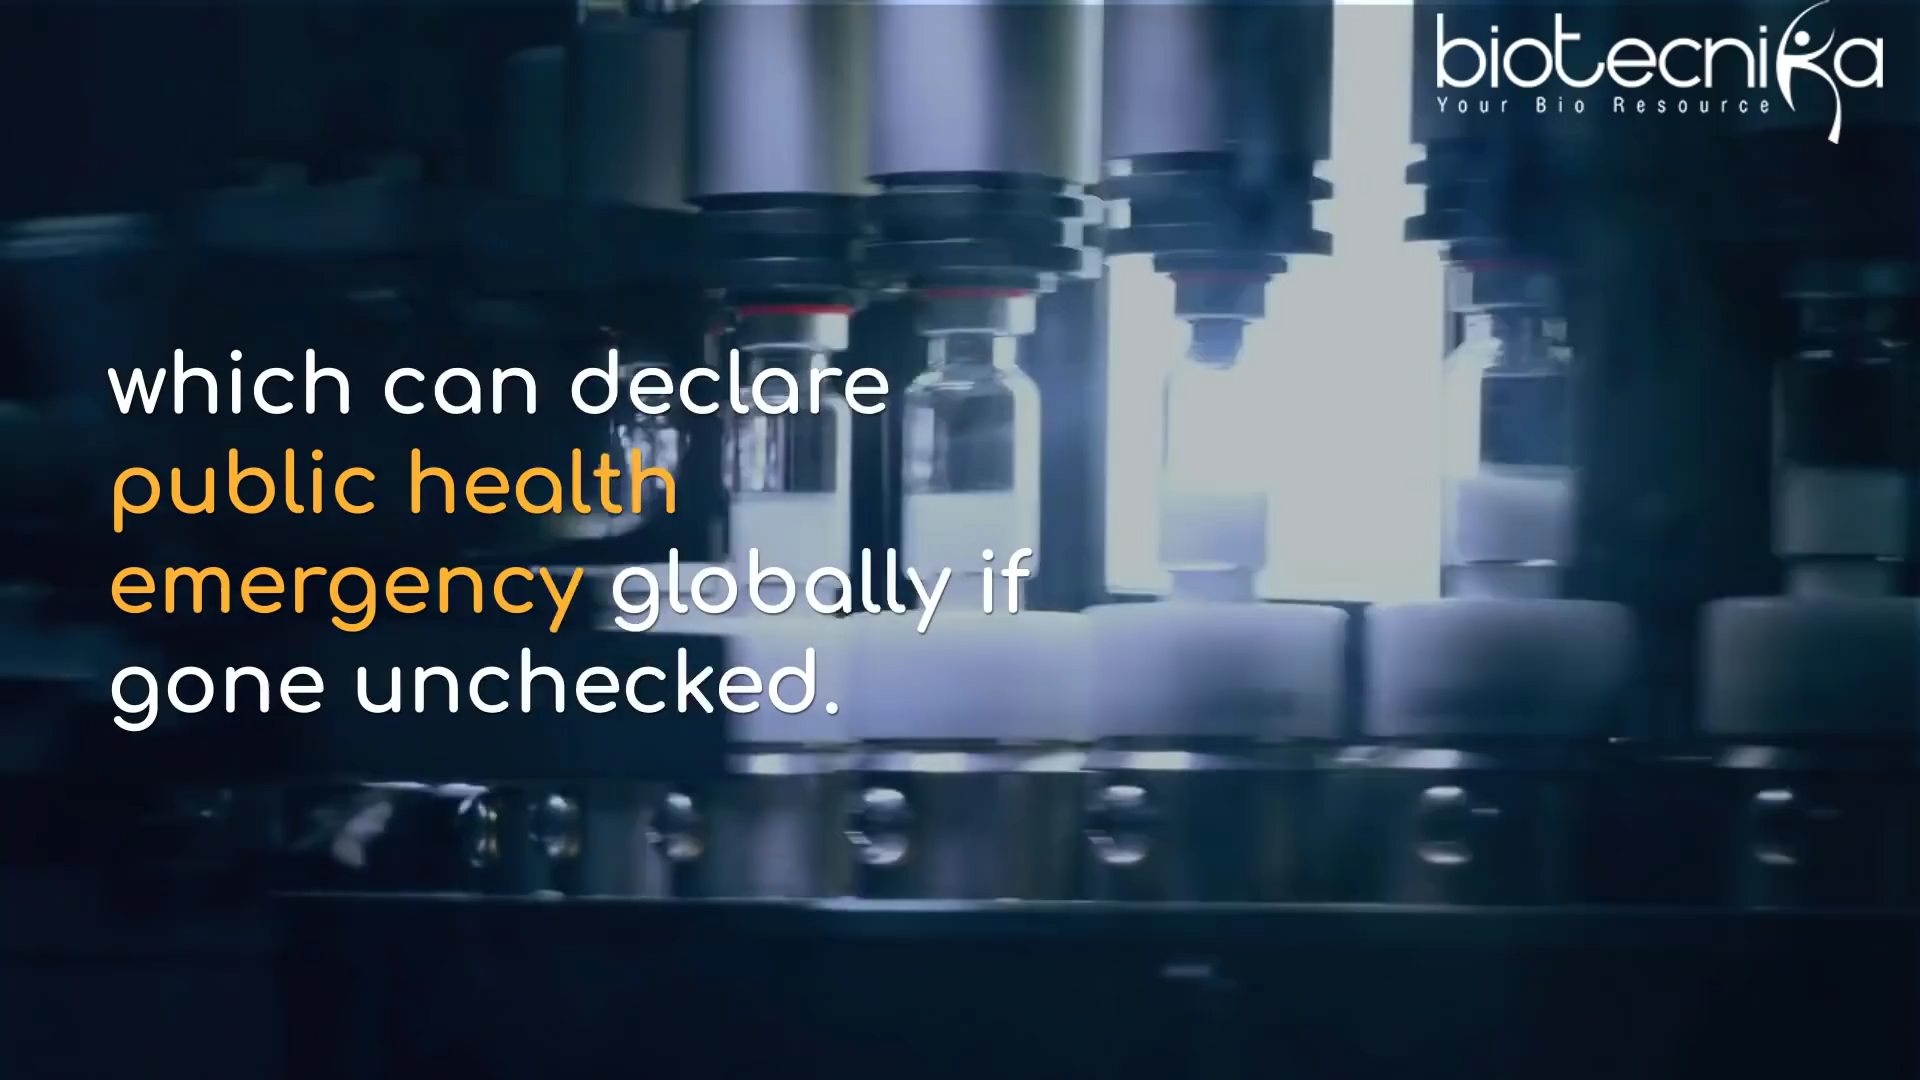 biotecnika
Your Bio Resource
which can declare
public health
emergency globally if
gone unchecked.